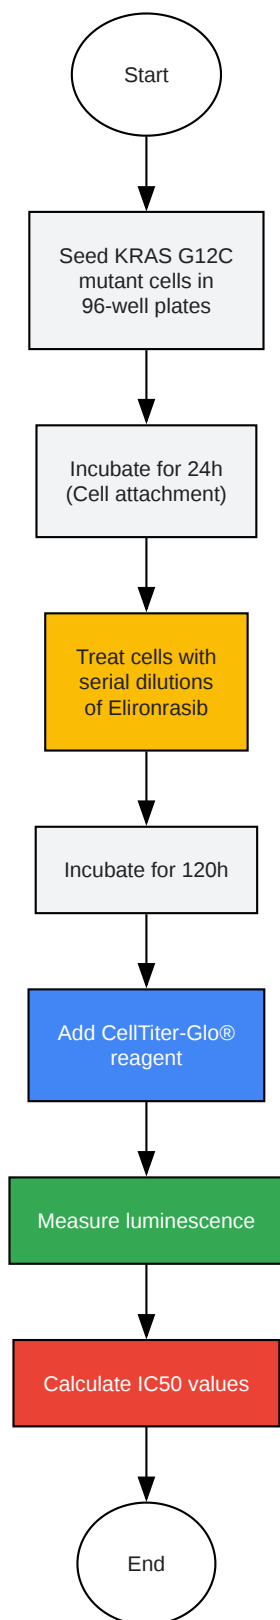 Start
Seed KRAS G12C
mutant cells in
96-well plates
Incubate for 24h
(Cell attachment)
Treat cells with
serial dilutions
of Elironrasib
Incubate for 120h
Add CellTiter-Glo®
reagent
Measure luminescence
Calculate IC50 values
End